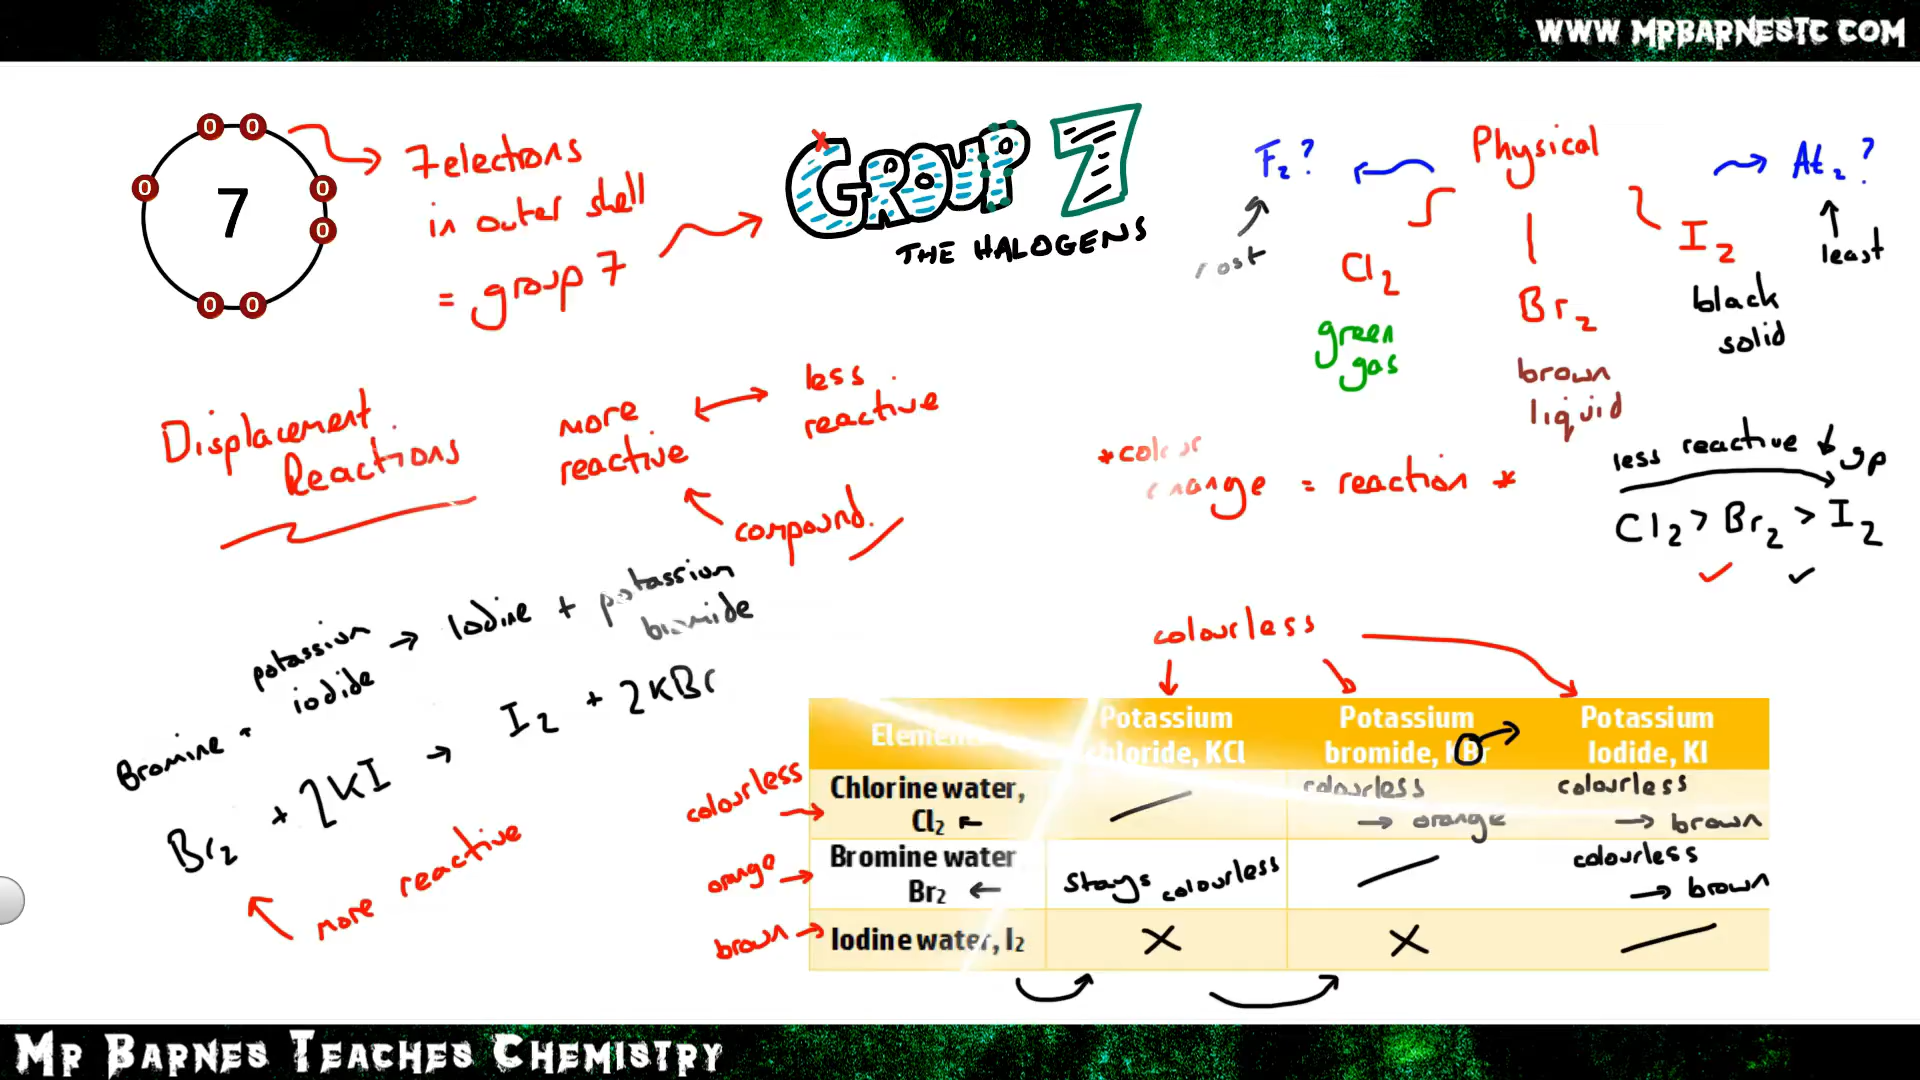 WWW MRBARNESTC COM
7
7 electrons
in outer shell
= group 7
GROUP 7
THE HALOGENS
Physical
F₂?
At₂?
least
Cl₂
green
gas
Br₂
brown
liquid
I₂
black
solid
Displacement
Reactions
more
reactive
less
reactive
compound.
*colour
change = reaction *
less reactive ↓ gp
Cl₂ > Br₂ > I₂
Bromine + potassium
iodide → Iodine + potassium
bromide
Br₂ + 2KI → I₂ + 2KBr
more reactive
colourless
Element
Potassium
chloride, KCl
Potassium
bromide, KBr
Potassium
Iodide, KI
colourless
Chlorine water,
Cl₂
colourless
→ orange
colourless
→ brown
orange
Bromine water
Br₂
stays colourless
colourless
→ brown
brown
Iodine water, I₂
X
X
MR BARNES TEACHES CHEMISTRY